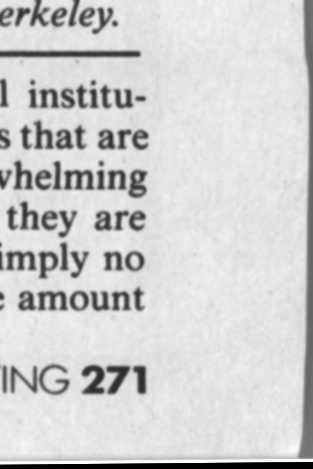 erkeley.
l institu-
s that are
whelming
they are
imply no
e amount
ING 271